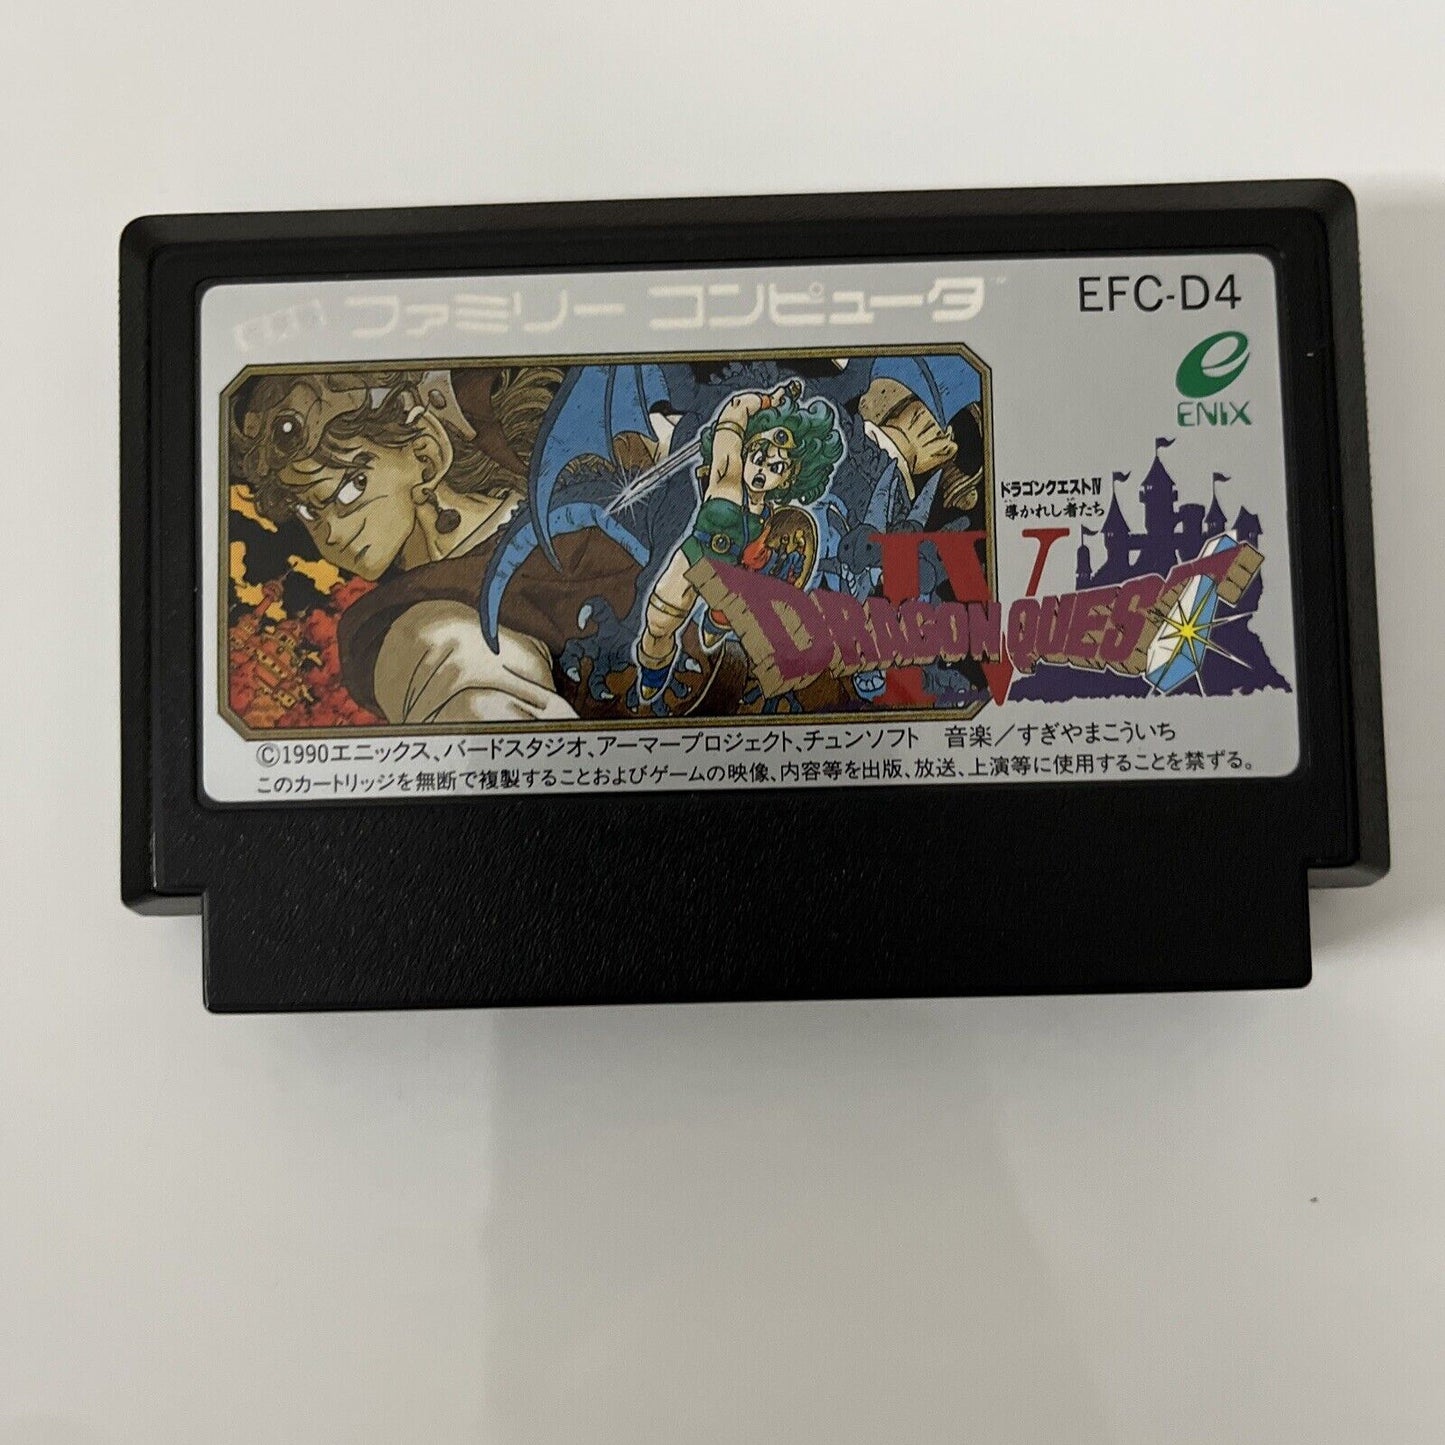 ファミリー コンピュータ™
EFC-D4
ENIX
ドラゴンクエストIV
導かれし者たち
IV
DRAGON QUEST
©1990エニックス、バードスタジオ、アーマープロジェクト、チュンソフト 音楽/すぎやまこういち
このカートリッジを無断で複製することおよびゲームの映像、内容等を出版、放送、上演等に使用することを禁ずる。